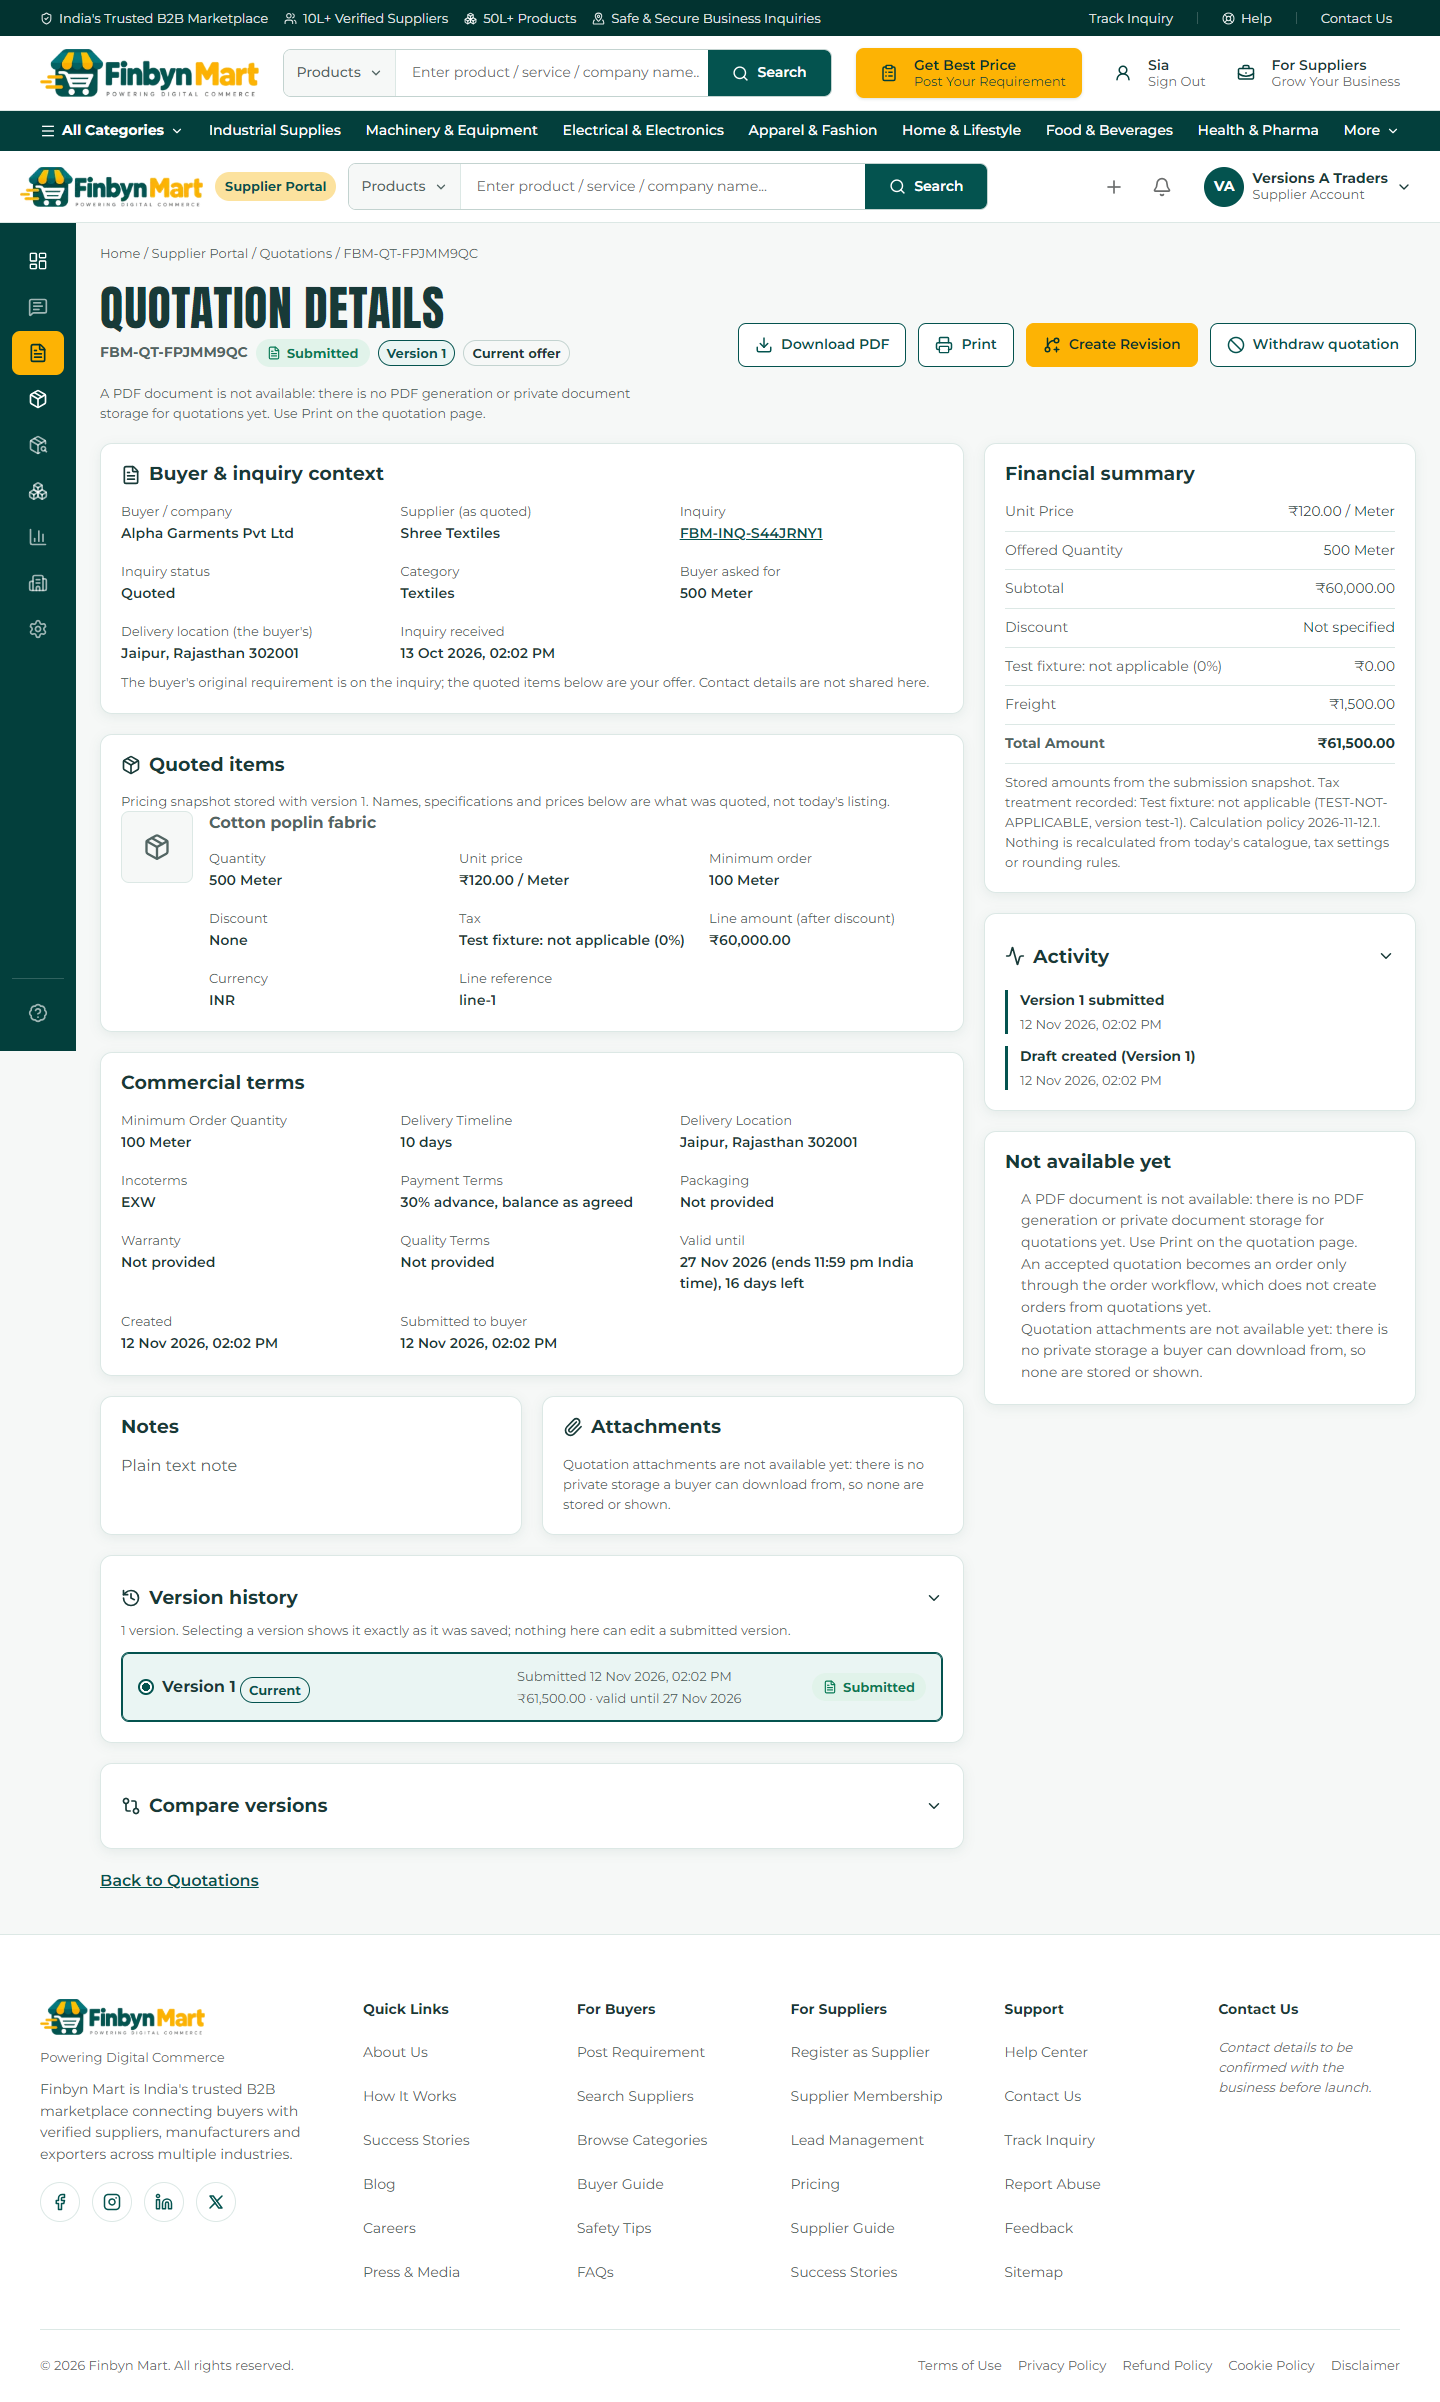 India's Trusted B2B Marketplace
10L+ Verified Suppliers
50L+ Products
Safe & Secure Business Inquiries
Track Inquiry
Help
Contact Us
FinbynMart
POWERING DIGITAL COMMERCE
Products
Enter product / service / company name..
Search
Get Best Price
Post Your Requirement
Sia
Sign Out
For Suppliers
Grow Your Business
All Categories
Industrial Supplies
Machinery & Equipment
Electrical & Electronics
Apparel & Fashion
Home & Lifestyle
Food & Beverages
Health & Pharma
More
FinbynMart
POWERING DIGITAL COMMERCE
Supplier Portal
Products
Enter product / service / company name...
Search
VA
Versions A Traders
Supplier Account
Home / Supplier Portal / Quotations / FBM-QT-FPJMM9QC
QUOTATION DETAILS
FBM-QT-FPJMM9QC
Submitted
Version 1
Current offer
Download PDF
Print
Create Revision
Withdraw quotation
A PDF document is not available: there is no PDF generation or private document
storage for quotations yet. Use Print on the quotation page.
Buyer & inquiry context
Buyer / company
Alpha Garments Pvt Ltd
Supplier (as quoted)
Shree Textiles
Inquiry
FBM-INQ-S44JRNY1
Inquiry status
Quoted
Category
Textiles
Buyer asked for
500 Meter
Delivery location (the buyer's)
Jaipur, Rajasthan 302001
Inquiry received
13 Oct 2026, 02:02 PM
The buyer's original requirement is on the inquiry; the quoted items below are your offer. Contact details are not shared here.
Quoted items
Pricing snapshot stored with version 1. Names, specifications and prices below are what was quoted, not today's listing.
Cotton poplin fabric
Quantity
500 Meter
Unit price
₹120.00 / Meter
Minimum order
100 Meter
Discount
None
Tax
Test fixture: not applicable (0%)
Line amount (after discount)
₹60,000.00
Currency
INR
Line reference
line-1
Commercial terms
Minimum Order Quantity
100 Meter
Delivery Timeline
10 days
Delivery Location
Jaipur, Rajasthan 302001
Incoterms
EXW
Payment Terms
30% advance, balance as agreed
Packaging
Not provided
Warranty
Not provided
Quality Terms
Not provided
Valid until
27 Nov 2026 (ends 11:59 pm India
time), 16 days left
Created
12 Nov 2026, 02:02 PM
Submitted to buyer
12 Nov 2026, 02:02 PM
Notes
Plain text note
Attachments
Quotation attachments are not available yet: there is no
private storage a buyer can download from, so none are
stored or shown.
Version history
1 version. Selecting a version shows it exactly as it was saved; nothing here can edit a submitted version.
Version 1
Current
Submitted 12 Nov 2026, 02:02 PM
₹61,500.00 · valid until 27 Nov 2026
Submitted
Compare versions
Back to Quotations
Financial summary
Unit Price
₹120.00 / Meter
Offered Quantity
500 Meter
Subtotal
₹60,000.00
Discount
Not specified
Test fixture: not applicable (0%)
₹0.00
Freight
₹1,500.00
Total Amount
₹61,500.00
Stored amounts from the submission snapshot. Tax
treatment recorded: Test fixture: not applicable (TEST-NOT-
APPLICABLE, version test-1). Calculation policy 2026-11-12.1.
Nothing is recalculated from today's catalogue, tax settings
or rounding rules.
Activity
Version 1 submitted
12 Nov 2026, 02:02 PM
Draft created (Version 1)
12 Nov 2026, 02:02 PM
Not available yet
A PDF document is not available: there is no PDF
generation or private document storage for
quotations yet. Use Print on the quotation page.
An accepted quotation becomes an order only
through the order workflow, which does not create
orders from quotations yet.
Quotation attachments are not available yet: there is
no private storage a buyer can download from, so
none are stored or shown.
FinbynMart
POWERING DIGITAL COMMERCE
Powering Digital Commerce
Finbyn Mart is India's trusted B2B
marketplace connecting buyers with
verified suppliers, manufacturers and
exporters across multiple industries.
Quick Links
About Us
How It Works
Success Stories
Blog
Careers
Press & Media
For Buyers
Post Requirement
Search Suppliers
Browse Categories
Buyer Guide
Safety Tips
FAQs
For Suppliers
Register as Supplier
Supplier Membership
Lead Management
Pricing
Supplier Guide
Success Stories
Support
Help Center
Contact Us
Track Inquiry
Report Abuse
Feedback
Sitemap
Contact Us
Contact details to be
confirmed with the
business before launch.
© 2026 Finbyn Mart. All rights reserved.
Terms of Use
Privacy Policy
Refund Policy
Cookie Policy
Disclaimer